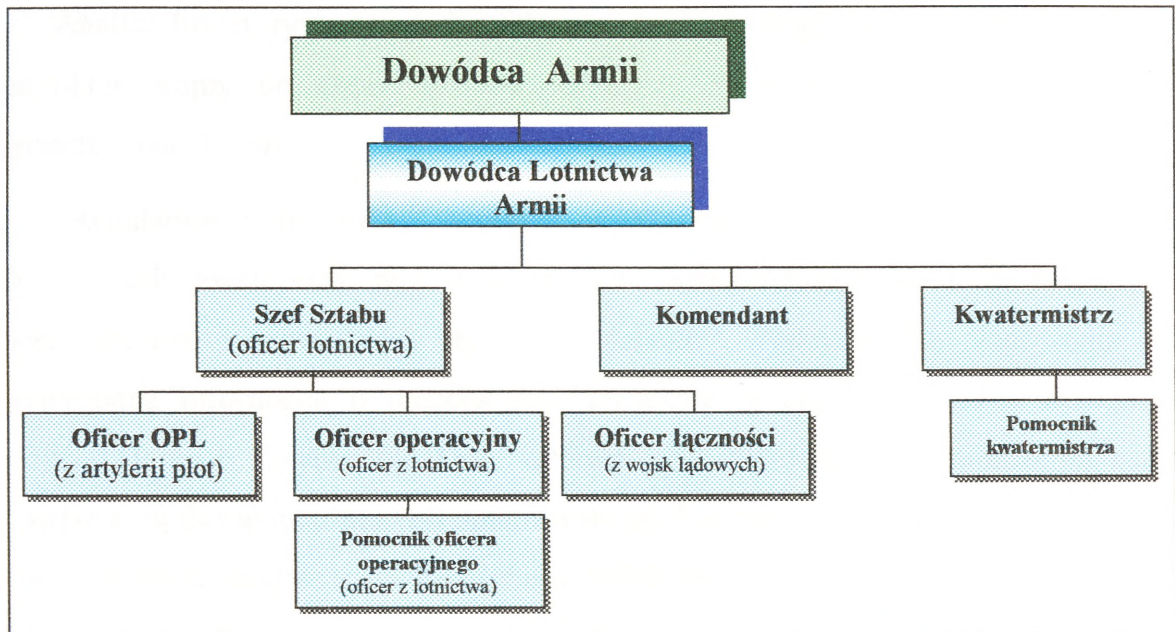 Dowódca Armii
Dowódca Lotnictwa
Armii
Szef Sztabu
(oficer lotnictwa)
Komendant
Kwatermistrz
Oficer OPL
(z artylerii plot)
Oficer operacyjny
(oficer z lotnictwa)
Oficer łączności
(z wojsk lądowych)
Pomocnik
kwatermistrza
Pomocnik oficera
operacyjnego
(oficer z lotnictwa)